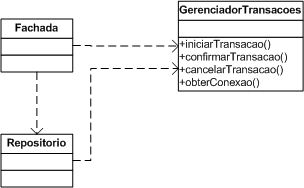 GerenciadorTransacoes
Fachada
+iniciarTransacao()
+confirmarTransacao()
+cancelarTransacao()
+obterConexao()
Repositorio